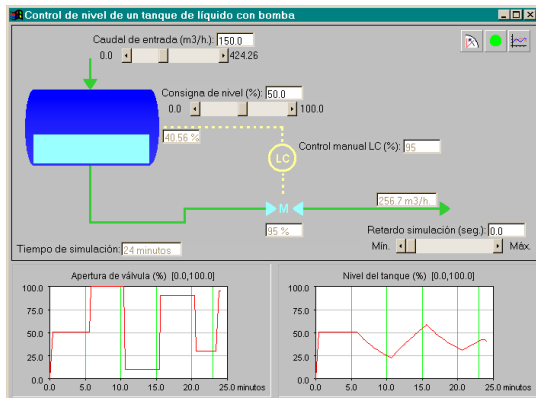 Control de nivel de un tanque de líquido con bomba
Caudal de entrada (m3/h.): 150.0
0.0 424.26
Consigna de nivel (%): 50.0
0.0 100.0
40.56 %
LC
Control manual LC (%): 95
M
256.7 m3/h.
95 %
Retardo simulación (seg.): 0.0
Mín. Máx.
Tiempo de simulación: 24 minutos
Apertura de válvula (%) [0.0,100.0]
100.0
75.0
50.0
25.0
0.0
0.0 5.0 10.0 15.0 20.0 25.0 minutos
Nivel del tanque (%) [0.0,100.0]
100.0
75.0
50.0
25.0
0.0
0.0 5.0 10.0 15.0 20.0 25.0 minutos